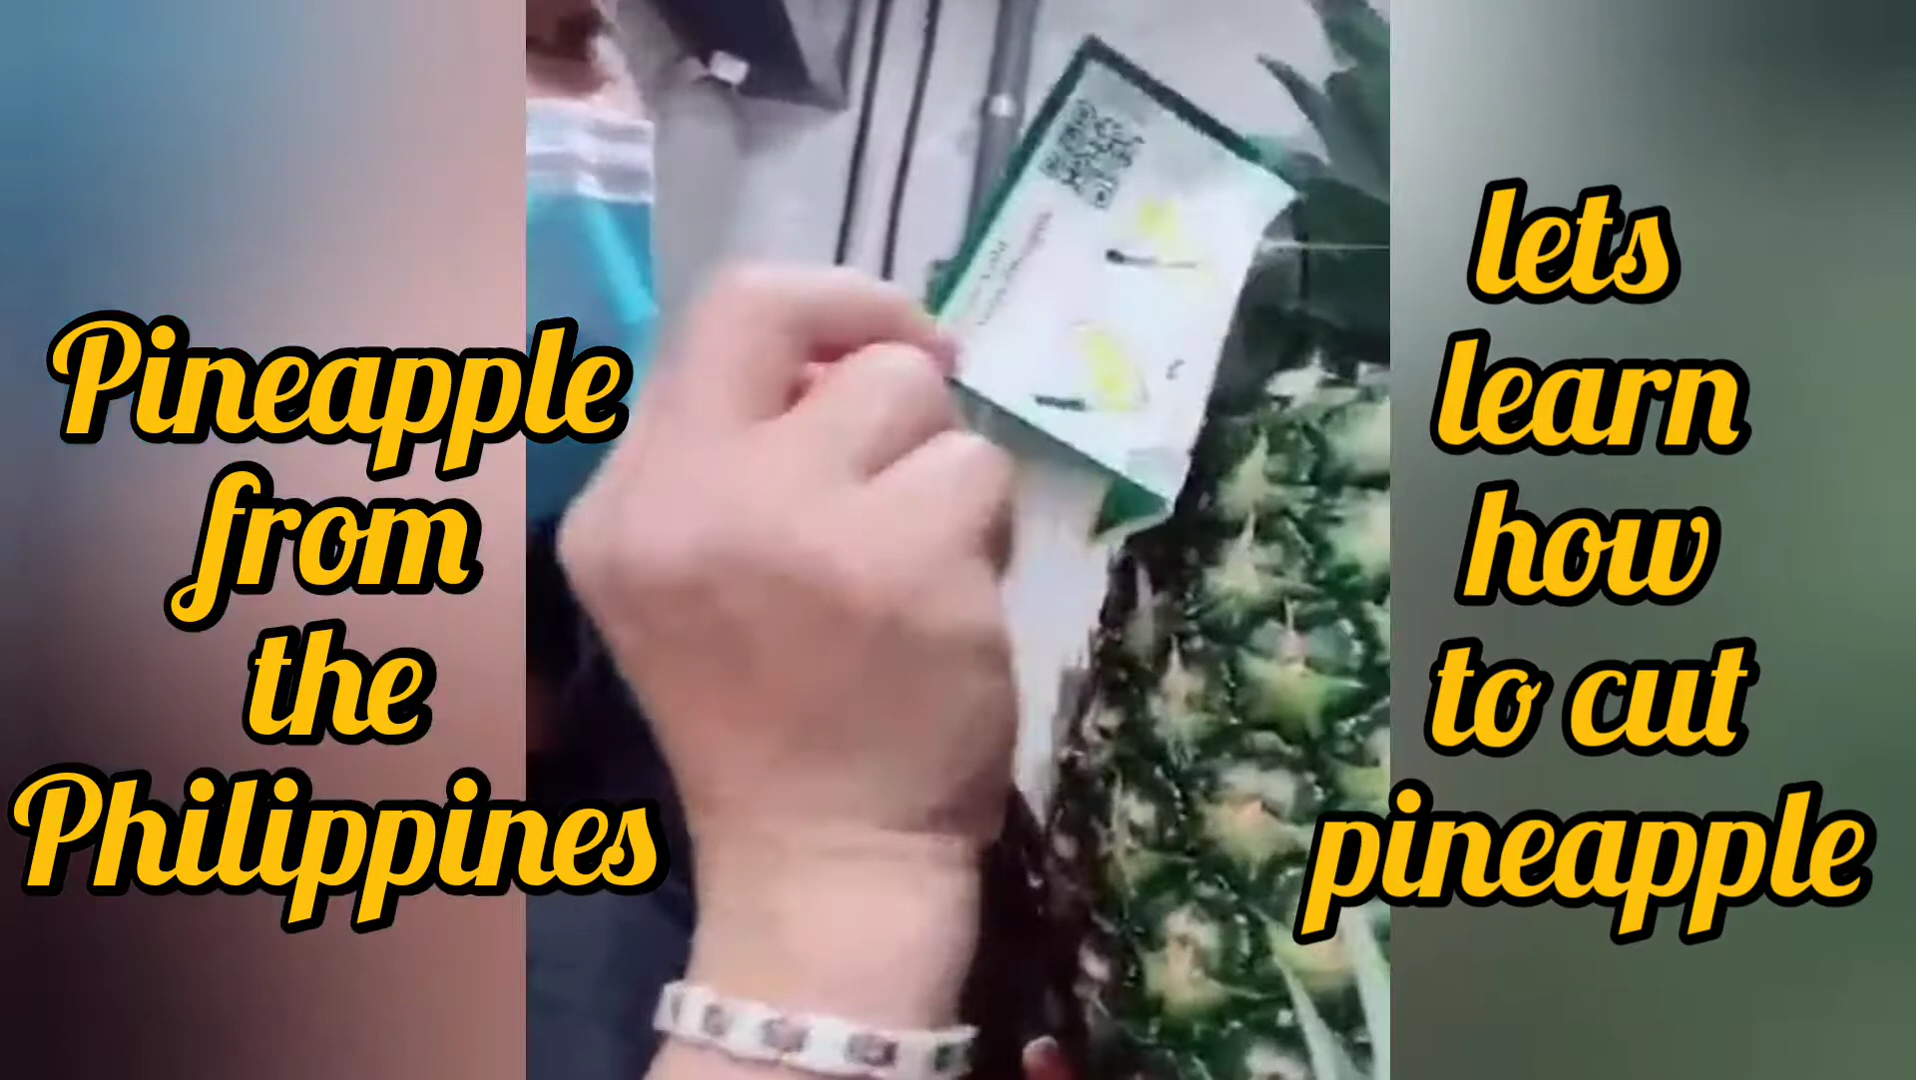 Pineapple
from
the
Philippines
lets
learn
how
to cut
pineapple